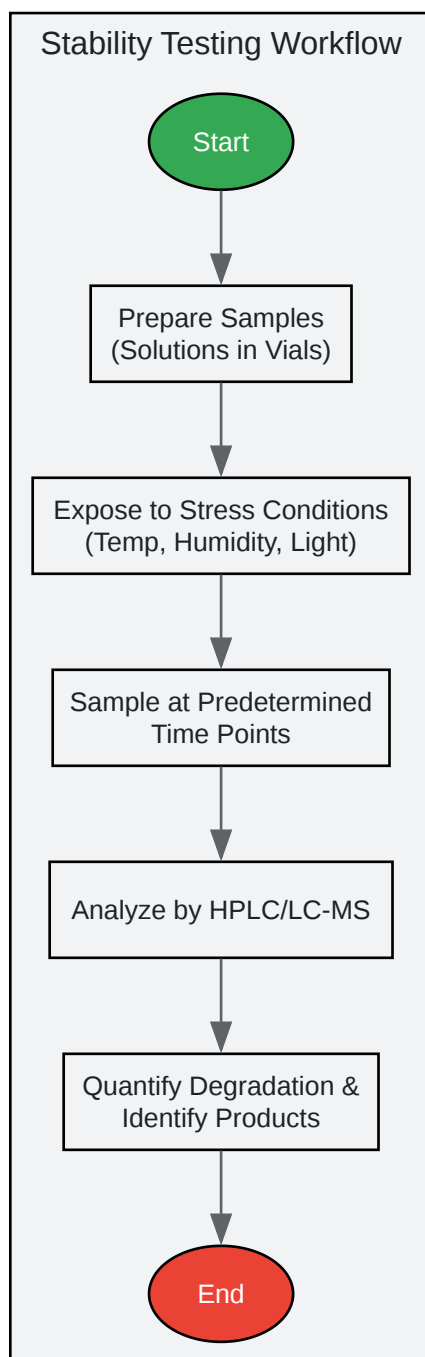 Stability Testing Workflow
Start
Prepare Samples
(Solutions in Vials)
Expose to Stress Conditions
(Temp, Humidity, Light)
Sample at Predetermined
Time Points
Analyze by HPLC/LC-MS
Quantify Degradation &
Identify Products
End